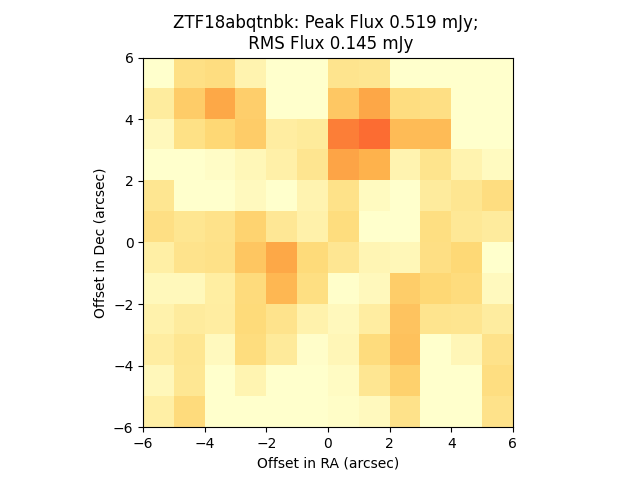 ZTF18abqtnbk: Peak Flux 0.519 mJy;
RMS Flux 0.145 mJy
6
4
2
0
−2
−4
−6
Offset in Dec (arcsec)
−6 −4 −2 0 2 4 6
Offset in RA (arcsec)